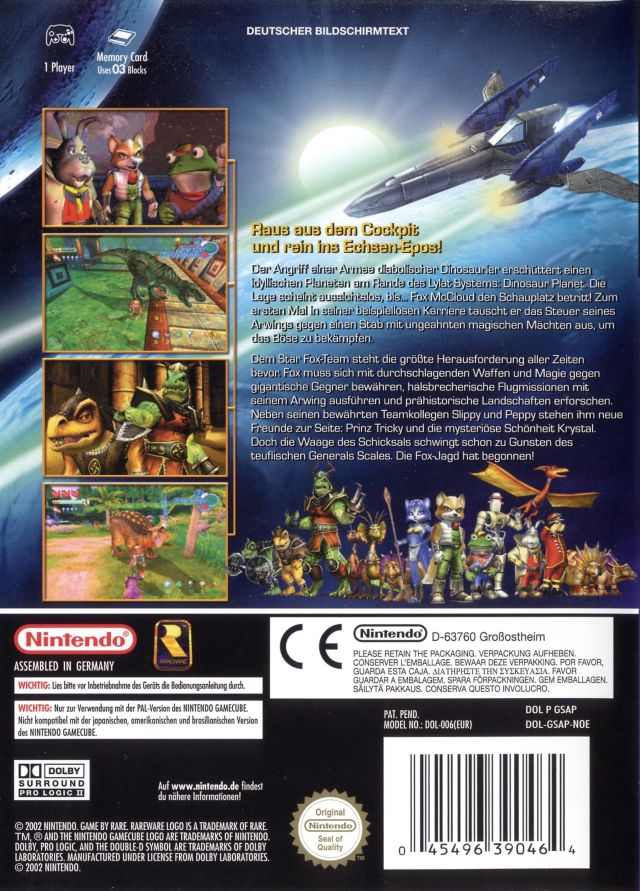 DEUTSCHER BILDSCHIRMTEXT
1 Player
Memory Card
Uses 03 Blocks
Raus aus dem Cockpit
und rein ins Echsen-Epos!
Der Angriff einer Armee diabolischer Dinosaurier erschüttert einen
idyllischen Planeten am Rande des Lylat Systems: Dinosaur Planet. Die
Lage scheint aussichtslos, bis... Fox McCloud den Schauplatz betritt! Zum
ersten Mal in seiner beispiellosen Karriere tauscht er das Steuer seines
Arwings gegen einen Stab mit ungeahnten magischen Mächten aus, um
das Böse zu bekämpfen.
Dem Star Fox-Team steht die größte Herausforderung aller Zeiten
bevor. Fox muss sich mit durchschlagenden Waffen und Magie gegen
gigantische Gegner bewähren, halsbrecherische Flugmissionen mit
seinem Arwing ausführen und prähistorische Landschaften erforschen.
Neben seinen bewährten Teamkollegen Slippy und Peppy stehen ihm neue
Freunde zur Seite: Prinz Tricky und die mysteriöse Schönheit Krystal.
Doch die Waage des Schicksals schwingt schon zu Gunsten des
teuflischen Generals Scales. Die Fox-Jagd hat begonnen!
Nintendo®
R
RAREWARE
ASSEMBLED IN GERMANY
WICHTIG: Lies bitte vor Inbetriebnahme des Geräts die Bedienungsanleitung durch.
WICHTIG: Nur zur Verwendung mit der PAL-Version des NINTENDO GAMECUBE.
Nicht kompatibel mit der japanischen, amerikanischen und brasilianischen Version
des NINTENDO GAMECUBE.
CE
Nintendo® D-63760 Großostheim
PLEASE RETAIN THE PACKAGING. VERPACKUNG AUFHEBEN.
CONSERVER L'EMBALLAGE. BEWAAR DEZE VERPAKKING. POR FAVOR,
GUARDA ESTA CAJA. ΔΙΑΤΗΡΗΣΤΕ ΤΗΝ ΣΥΣΚΕΥΑΣΙΑ. FAVOR
GUARDAR A EMBALAGEM. SPARA FÖRPACKNINGEN. GEM EMBALLAGEN.
SÄILYTÄ PAKKAUS. CONSERVA QUESTO INVOLUCRO.
PAT. PEND.
MODEL NO.: DOL-006(EUR)
DOL P GSAP
DOL-GSAP-NOE
DOLBY
SURROUND
PRO LOGIC II
Auf www.nintendo.de findest
du nähere Informationen!
Original
Nintendo
Seal of
Quality
TM
0 45496 39046 4
© 2002 NINTENDO. GAME BY RARE. RAREWARE LOGO IS A TRADEMARK OF RARE.
TM, ® AND THE NINTENDO GAMECUBE LOGO ARE TRADEMARKS OF NINTENDO.
DOLBY, PRO LOGIC, AND THE DOUBLE-D SYMBOL ARE TRADEMARKS OF DOLBY
LABORATORIES. MANUFACTURED UNDER LICENSE FROM DOLBY LABORATORIES.
© 2002 NINTENDO.